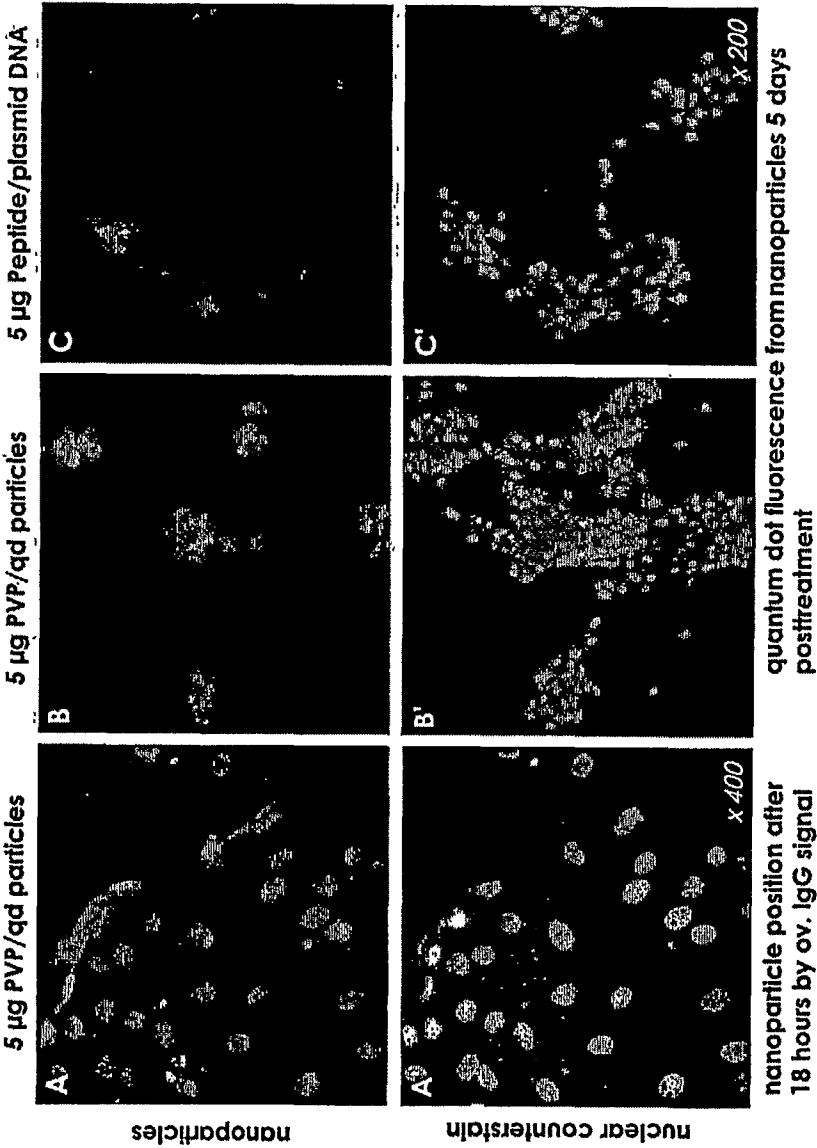 5 µg PVP/qd particles
5 µg PVP/qd particles
5 µg Peptide/plasmid DNA
nanoparticles
A
B
C
nuclear counterstain
A'
x 400
B'
C'
x 200
nanoparticle position after
18 hours by ov. IgG signal
quantum dot fluorescence from nanoparticles 5 days
posttreatment